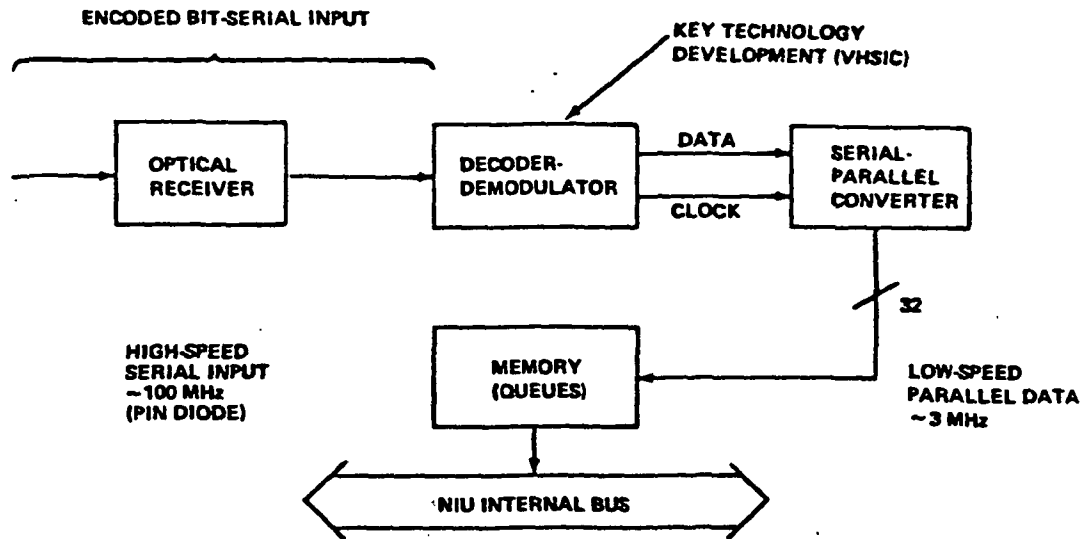 ENCODED BIT-SERIAL INPUT
KEY TECHNOLOGY
DEVELOPMENT (VHSIC)
OPTICAL
RECEIVER
DECODER-
DEMODULATOR
DATA
CLOCK
SERIAL-
PARALLEL
CONVERTER
32
HIGH-SPEED
SERIAL INPUT
~100 MHz
(PIN DIODE)
MEMORY
(QUEUES)
LOW-SPEED
PARALLEL DATA
~3 MHz
NIU INTERNAL BUS